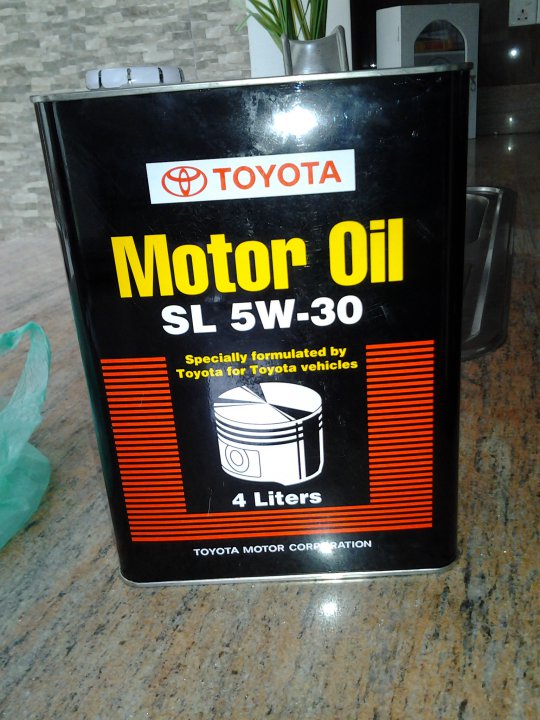 TOYOTA
Motor Oil
SL 5W-30
Specially formulated by
Toyota for Toyota vehicles
4 Liters
TOYOTA MOTOR CORPORATION